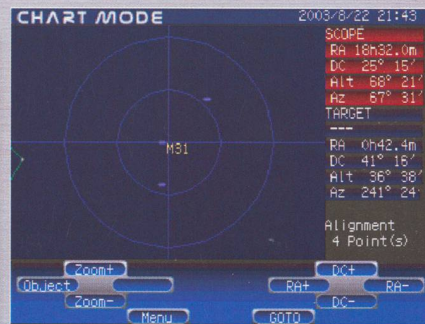 CHART MODE 2003/8/22 21:43
SCOPE
RA 18h32.0m
DC 25° 15′
Alt 68° 21′
Az 67° 31′
TARGET
---
RA 0h42.4m
DC 41° 16′
Alt 36° 38′
Az 241° 24′
M31
Alignment
4 Point(s)
Zoom+ DC+
Object RA+ RA-
Zoom- DC-
Menu GOTO